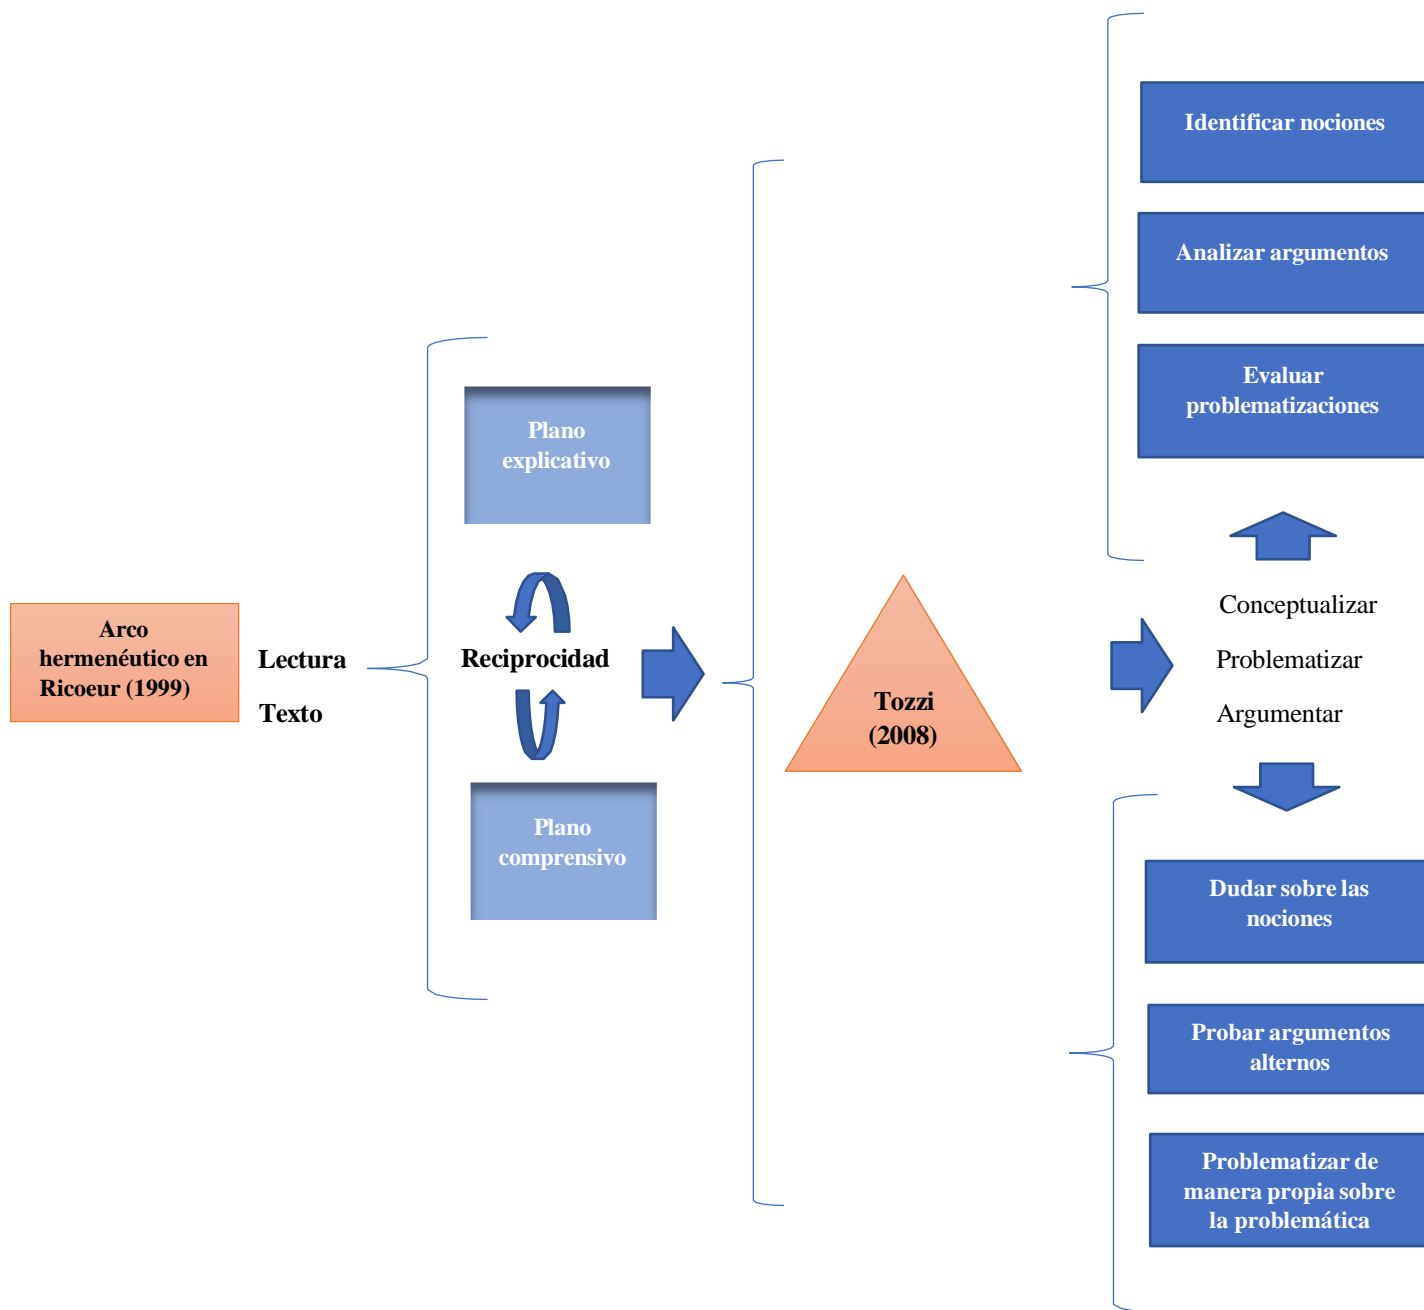 Arco
hermenéutico en
Ricoeur (1999)
Lectura
Texto
Plano
explicativo
Reciprocidad
Plano
comprensivo
Tozzi
(2008)
Identificar nociones
Analizar argumentos
Evaluar
problematizaciones
Conceptualizar
Problematizar
Argumentar
Dudar sobre las
nociones
Probar argumentos
alternos
Problematizar de
manera propia sobre
la problemática